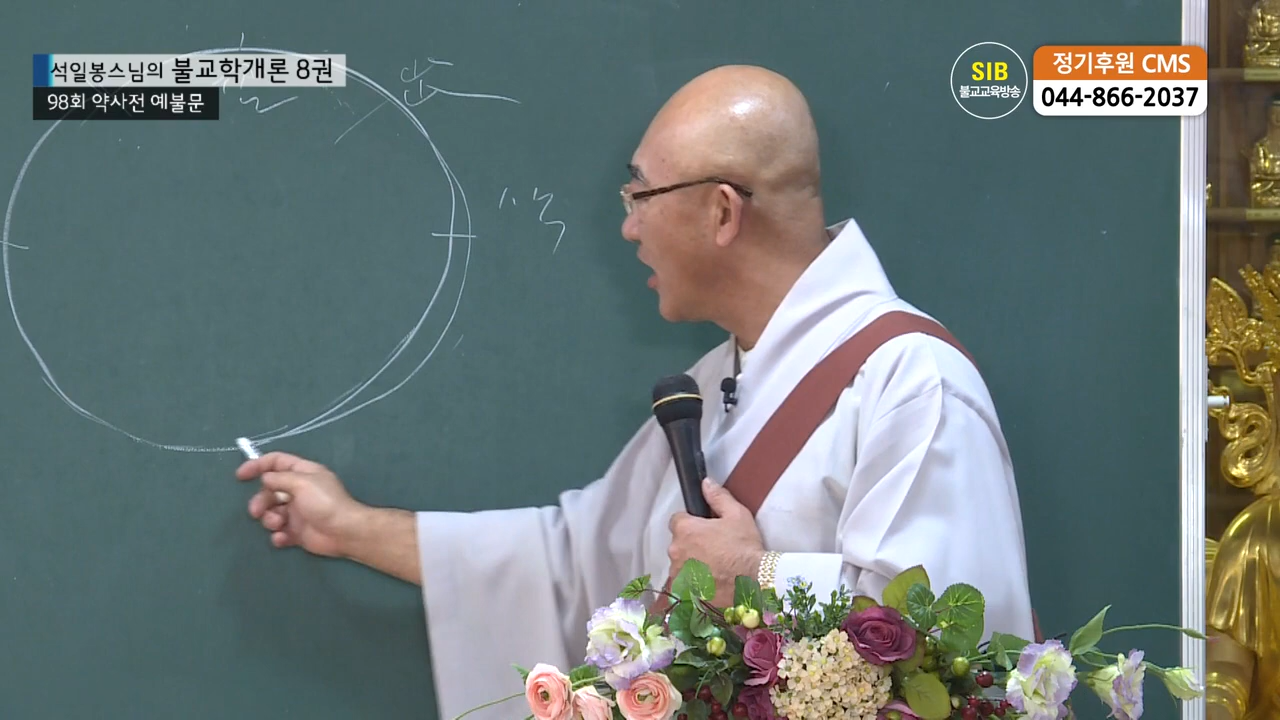 석일봉스님의 불교학개론 8권
98회 약사전 예불문
SIB
불교교육방송
정기후원 CMS
044-866-2037